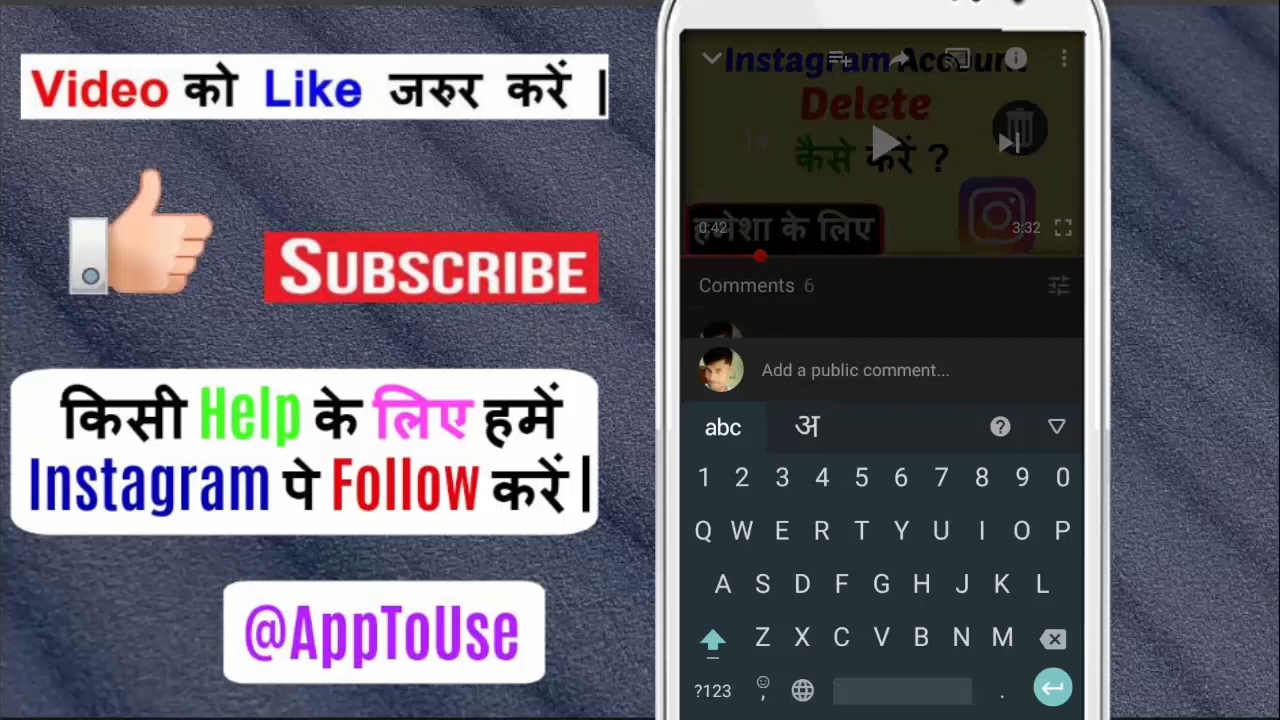 Video को Like जरुर करें |
SUBSCRIBE
किसी Help के लिए हमें
Instagram पे Follow करें |
@AppToUse
Instagram Account
Delete
कैसे करें ?
हमेशा के लिए
0:42
3:32
Comments 6
Add a public comment...
abc अ
1 2 3 4 5 6 7 8 9 0
Q W E R T Y U I O P
A S D F G H J K L
Z X C V B N M
?123 , .